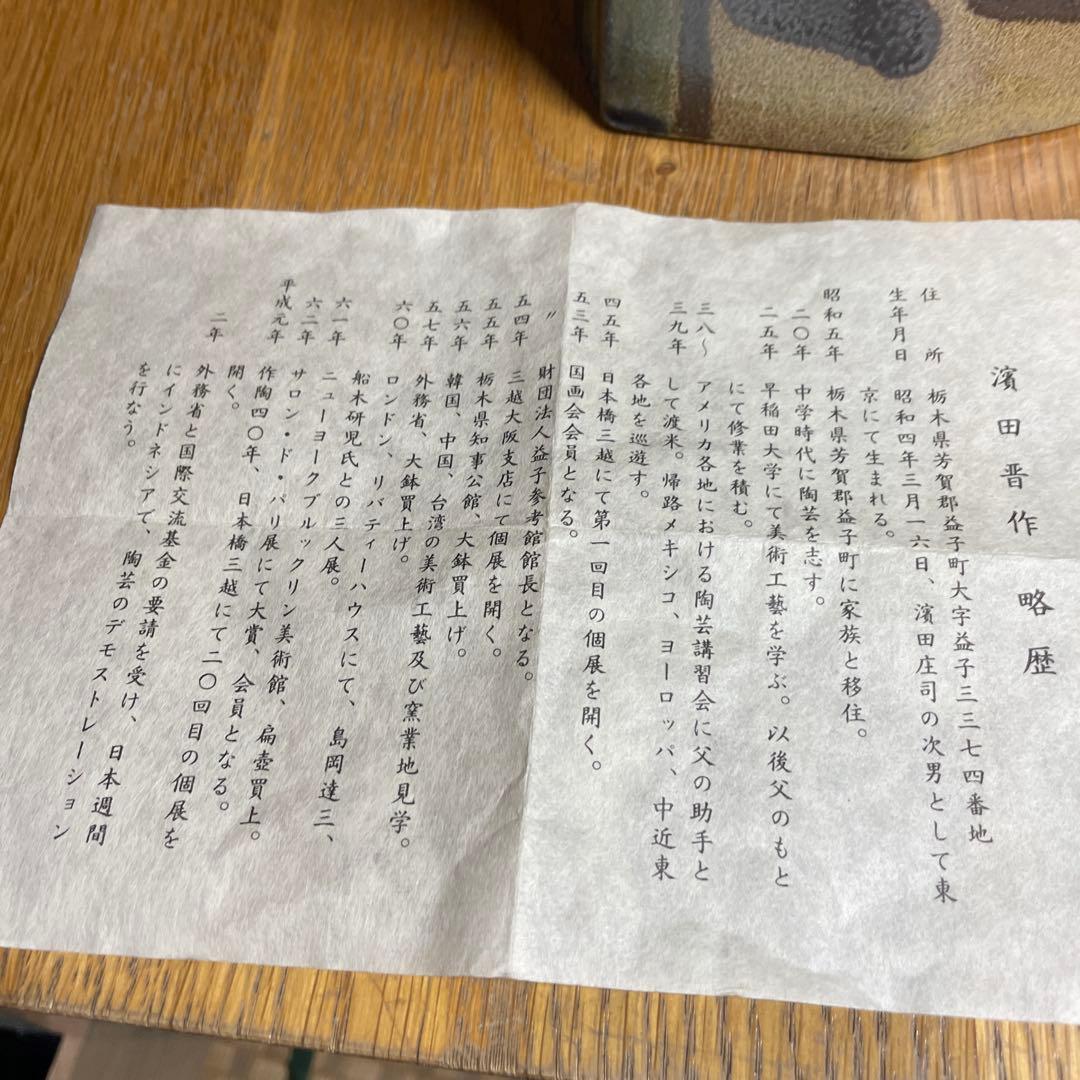 濱田晋作 略歴
住所 栃木県芳賀郡益子町大字益子三三七四番地
生年月日 昭和四年三月一六日、濱田庄司の次男として東
京にて生まれる。
昭和五年 栃木県芳賀郡益子町に家族と移住。
二〇年 中学時代に陶芸を志す。
二五年 早稲田大学にて美術工藝を学ぶ。以後父のもと
にて修業を積む。
三八〜 アメリカ各地における陶芸講習会に父の助手と
三九年 して渡米。帰路メキシコ、ヨーロッパ、中近東
各地を巡遊す。
四五年 日本橋三越にて第一回目の個展を開く。
五三年 国画会会員となる。
〃 財団法人益子参考館館長となる。
五四年 三越大阪支店にて個展を開く。
五五年 栃木県知事公館、大鉢買上げ。
五六年 韓国、中国、台湾の美術工藝及び窯業地見学。
五七年 外務省、大鉢買上げ。
六〇年 ロンドン、リバティーハウスにて、島岡達三、
船木研児氏との三人展。
六一年 ニューヨークブルックリン美術館、扁壺買上。
六二年 サロン・ド・パリ展にて大賞、会員となる。
平成元年 作陶四〇年、日本橋三越にて二〇回目の個展を
開く。
二年 外務省と国際交流基金の要請を受け、日本週間
にインドネシアて 陶芸のデモストレーション
を行なう。